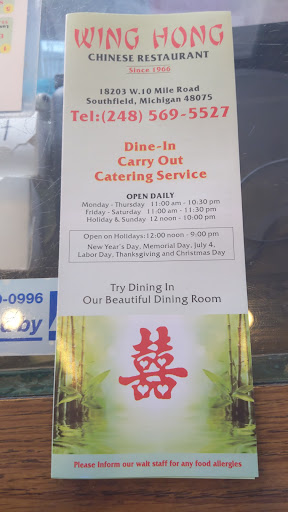 WING HONG
CHINESE RESTAURANT
Since 1966
18203 W.10 Mile Road
Southfield, Michigan 48075
Tel:(248) 569-5527
Dine-In
Carry Out
Catering Service
OPEN DAILY
Monday - Thursday 11:00 am - 10:30 pm
Friday - Saturday 11:00 am - 11:30 pm
Holiday & Sunday 12 noon - 10:00 pm
Open on Holidays: 12:00 noon - 9:00 pm
New Year's Day, Memorial Day, July 4,
Labor Day, Thanksgiving and Christmas Day
-0996
by
Try Dining In
Our Beautiful Dining Room
囍
Please Inform our wait staff for any food allergies